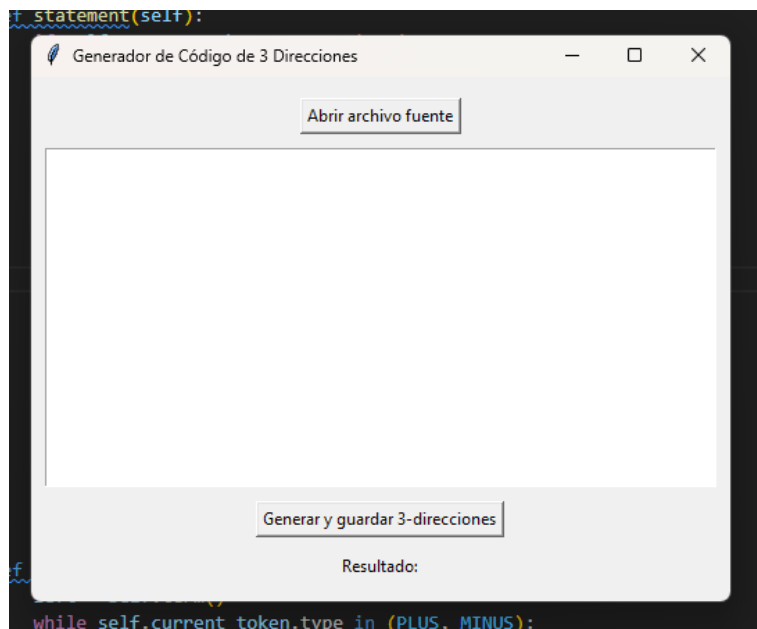 statement(self):
Generador de Código de 3 Direcciones
Abrir archivo fuente
Generar y guardar 3-direcciones
Resultado:
while self.current_token.type in (PLUS, MINUS):